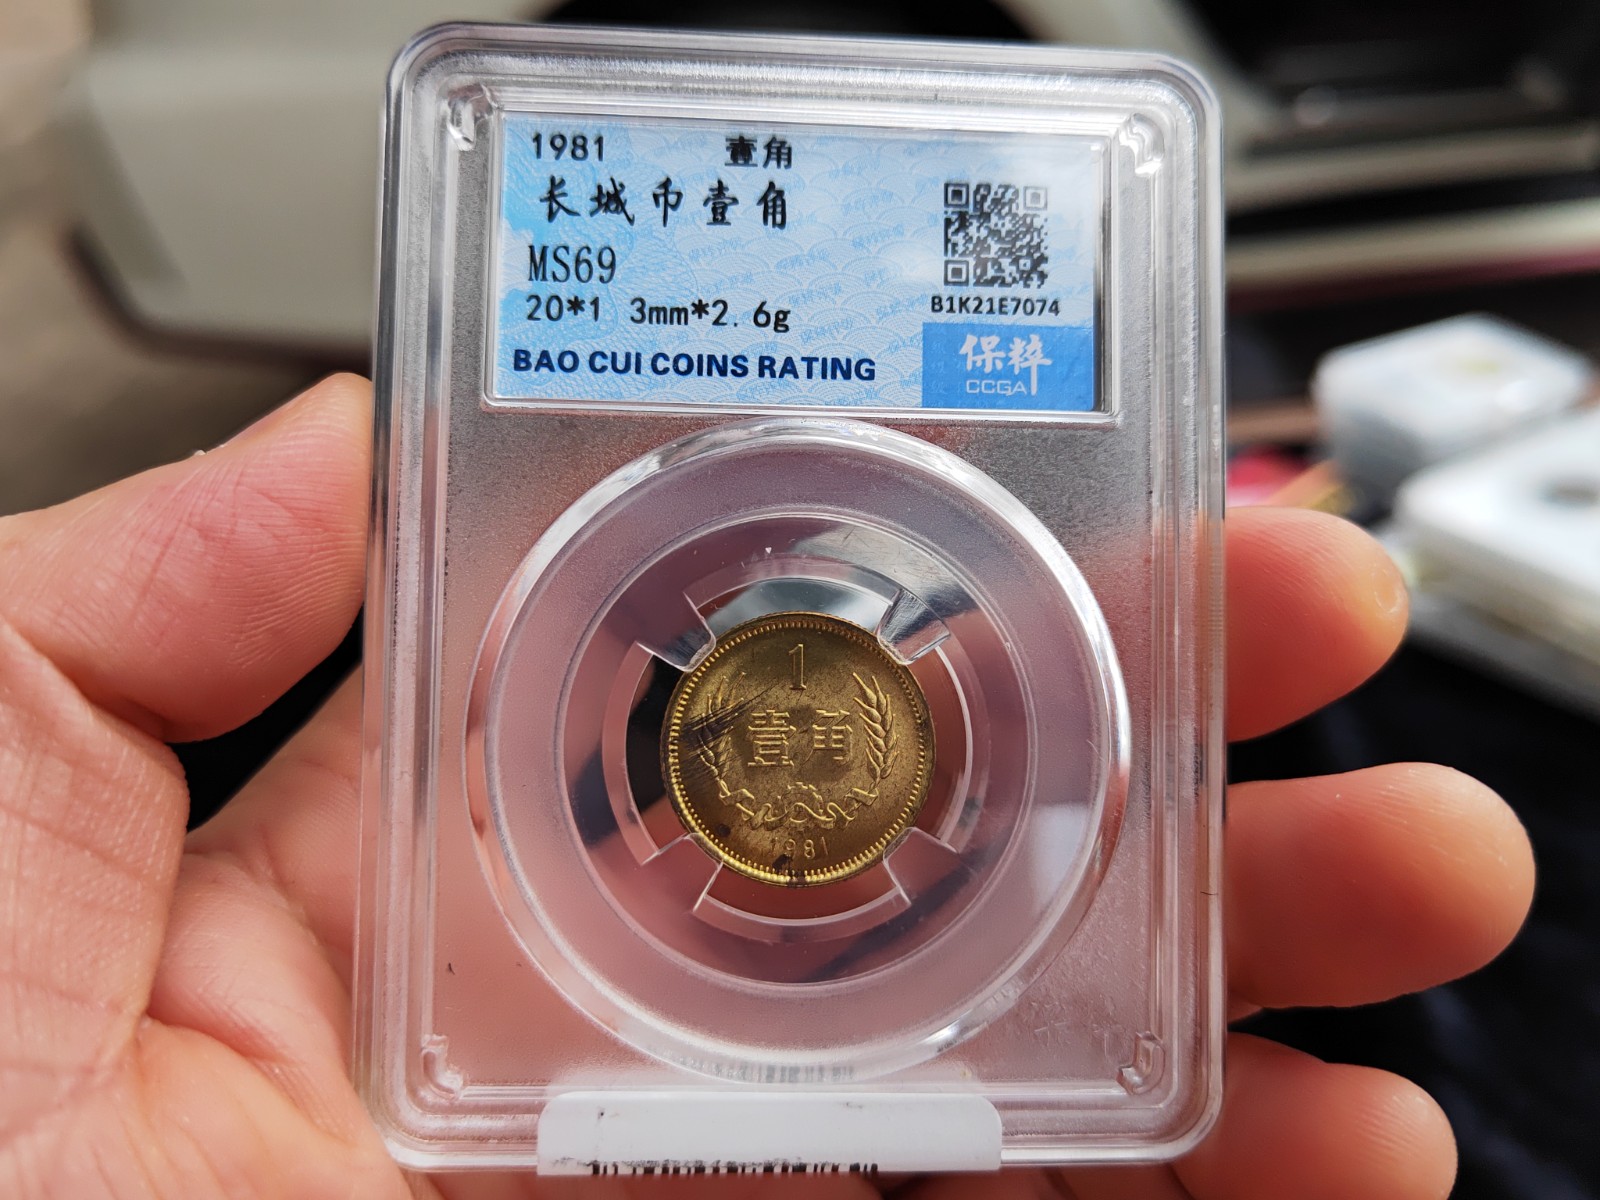 1981 壹角
长城币壹角
MS69
20*1 3mm*2.6g
BAO CUI COINS RATING
B1K21E7074
保粹
CCGA
1
壹角
1981